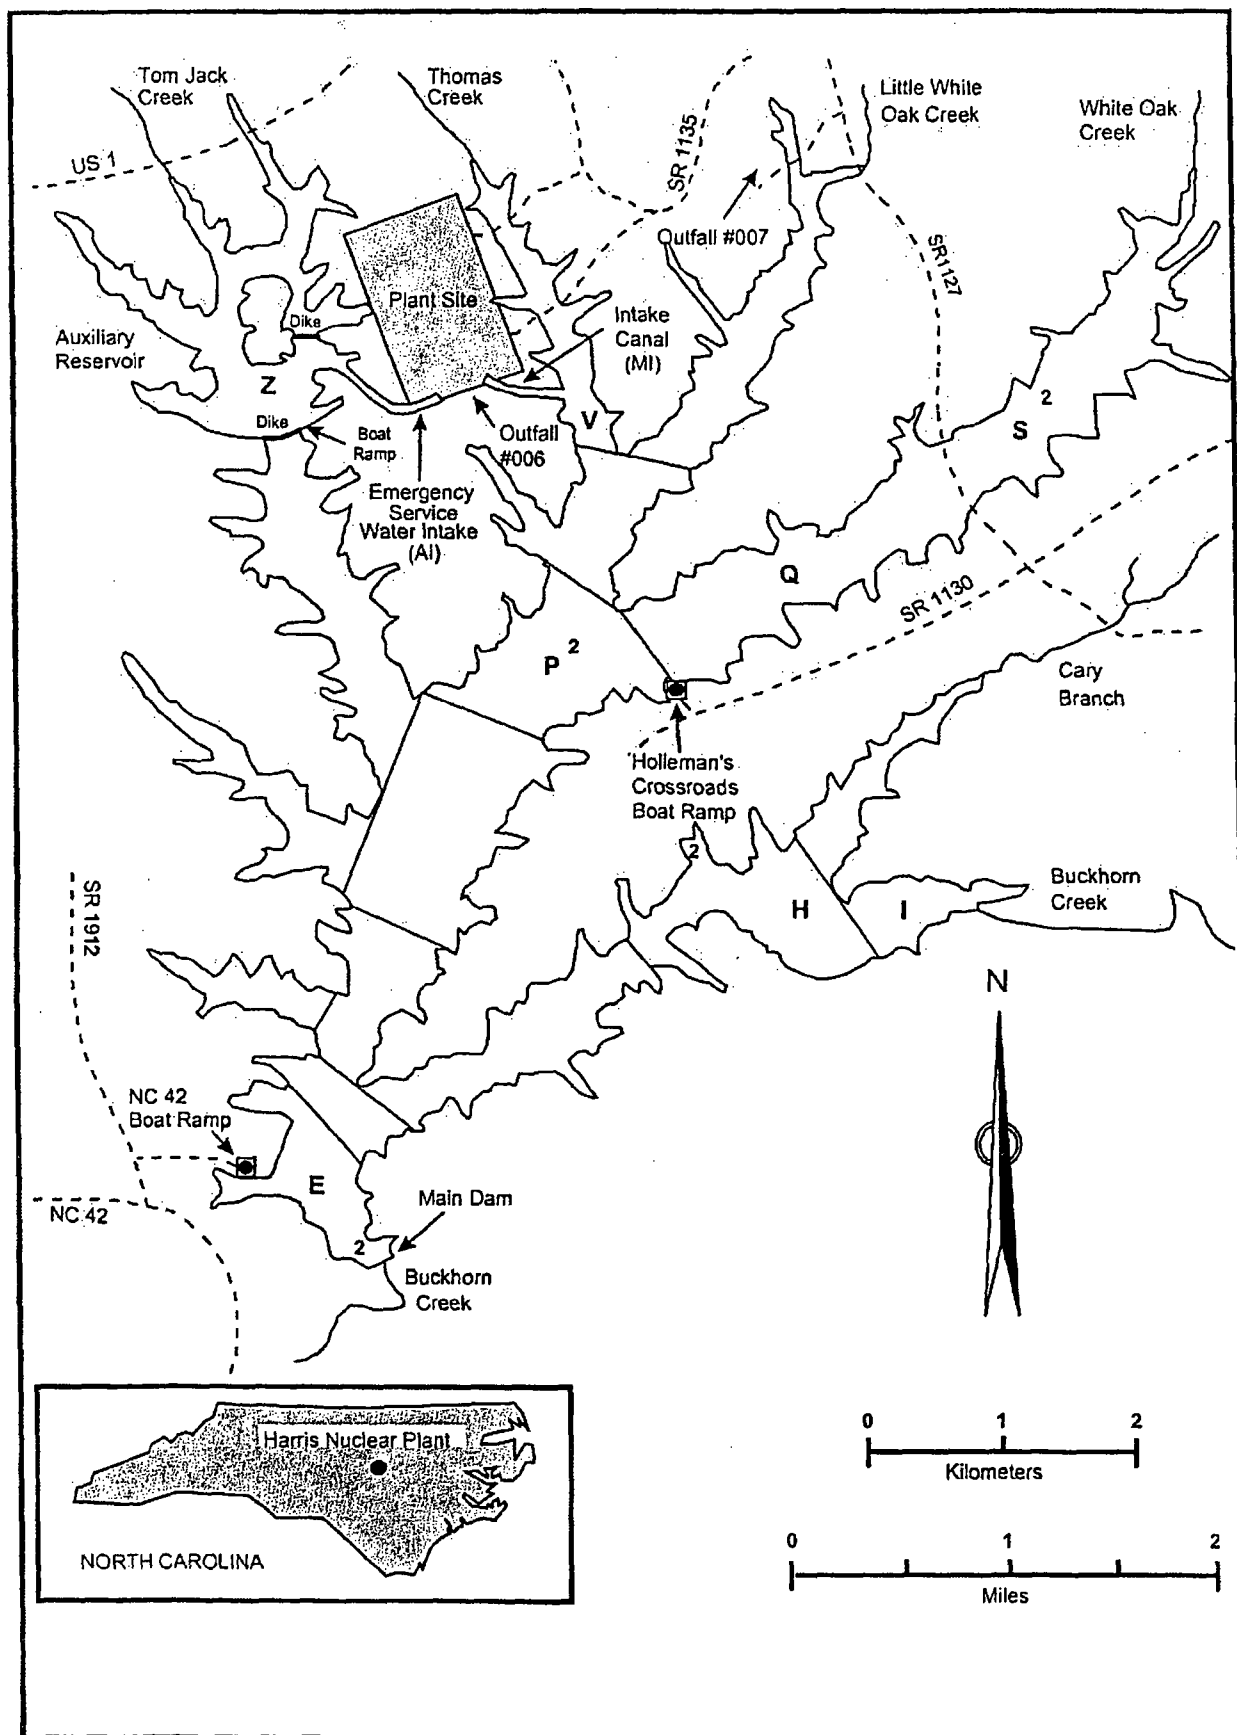 Tom Jack
Creek
Thomas
Creek
Little White
Oak Creek
White Oak
Creek
US 1
SR 1135
Outfall #007
SR1127
Plant Site
Dike
Auxiliary
Reservoir
Intake
Canal
(MI)
Z
2
S
V
Dike
Boat
Ramp
Outfall
#006
Emergency
Service
Water Intake
(AI)
Q
SR 1130
P 2
Cary
Branch
Holleman's
Crossroads
Boat Ramp
2
SR 1912
H
I
Buckhorn
Creek
N
NC 42
Boat Ramp
E
Main Dam
NC 42
2
Buckhorn
Creek
Harris Nuclear Plant
NORTH CAROLINA
0 1 2
Kilometers
0 1 2
Miles